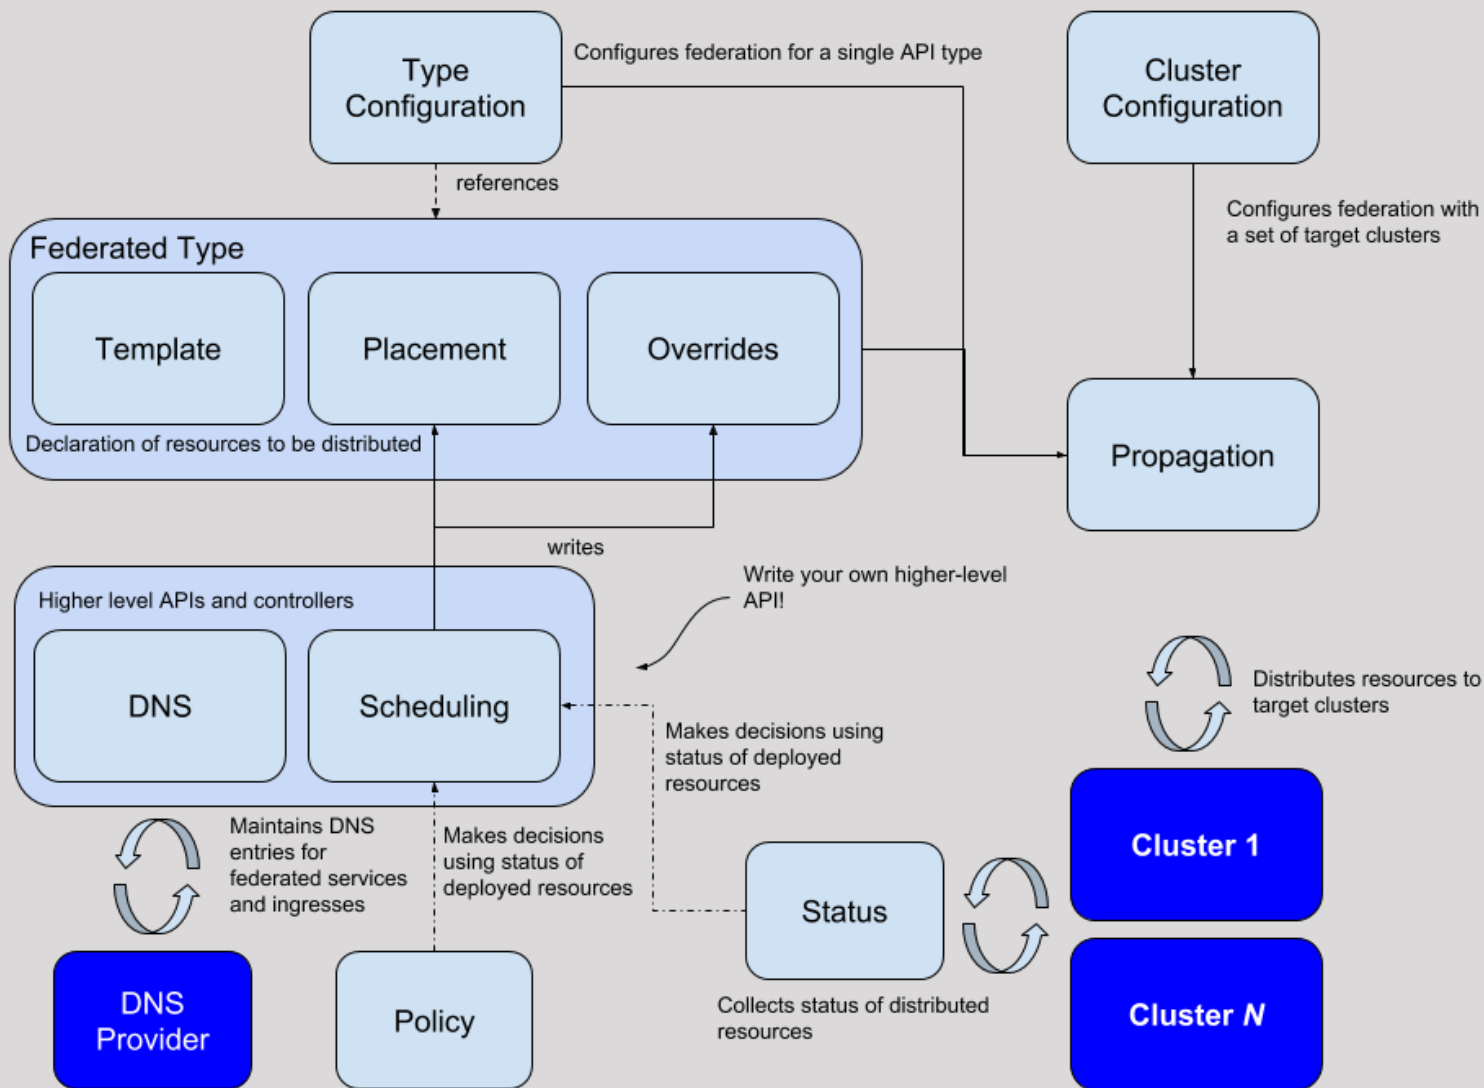 Type
Configuration
Configures federation for a single API type
Cluster
Configuration
references
Configures federation with
a set of target clusters
Federated Type
Template
Placement
Overrides
Declaration of resources to be distributed
Propagation
writes
Write your own higher-level
API!
Higher level APIs and controllers
DNS
Scheduling
Distributes resources to
target clusters
Makes decisions using
status of deployed
resources
Maintains DNS
entries for
federated services
and ingresses
Makes decisions
using status of
deployed resources
Cluster 1
Status
Collects status of distributed
resources
DNS
Provider
Policy
Cluster N